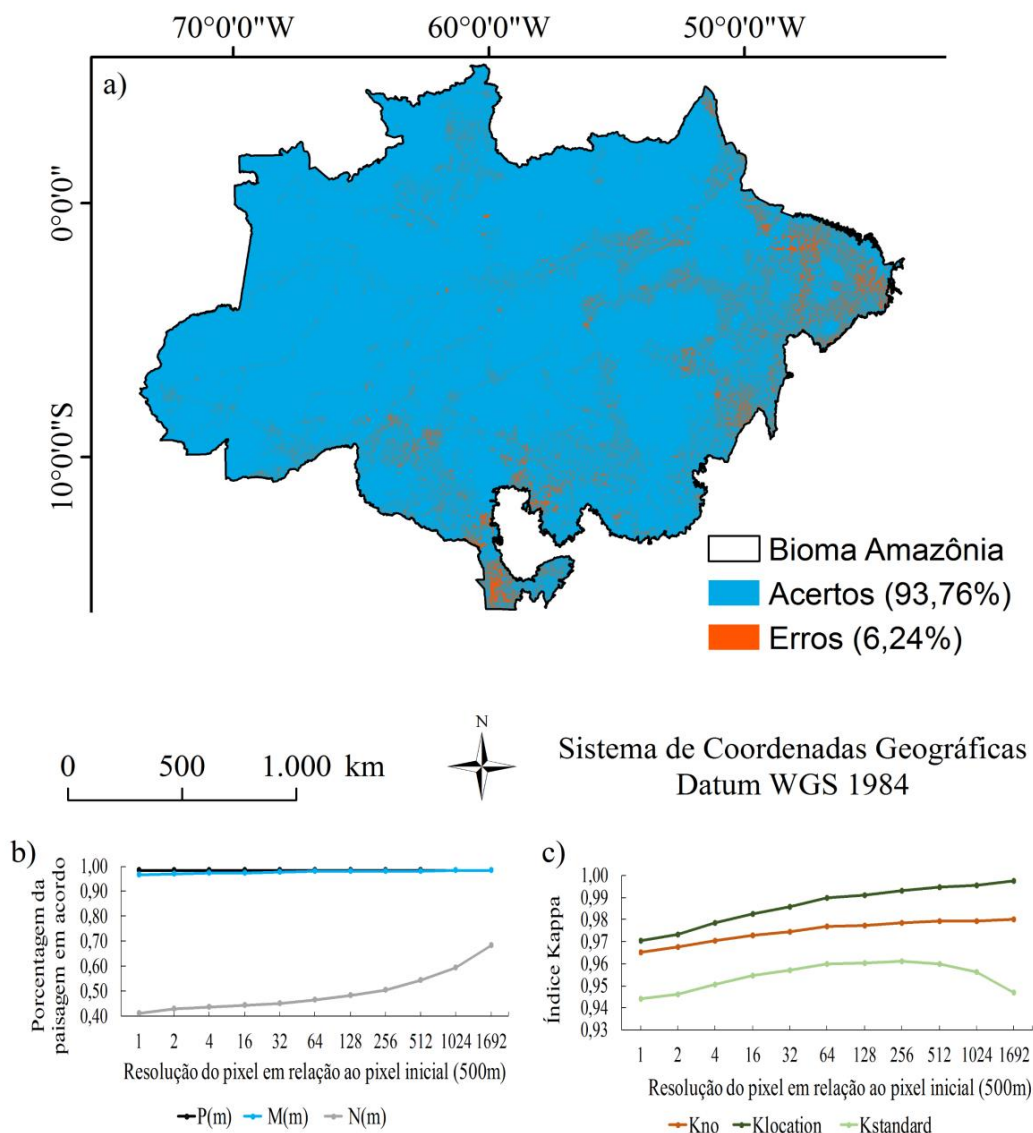 70°0'0"W 60°0'0"W 50°0'0"W
a)
0°0'0"
10°0'0"S
Bioma Amazônia
Acertos (93,76%)
Erros (6,24%)
N
0 500 1.000 km
Sistema de Coordenadas Geográficas
Datum WGS 1984
b)
Porcentagem da
paisagem em acordo
1,00
0,90
0,80
0,70
0,60
0,50
0,40
1 2 4 16 32 64 128 256 512 1024 1692
Resolução do pixel em relação ao pixel inicial (500m)
P(m) M(m) N(m)
c)
Índice Kappa
1,00
0,99
0,98
0,97
0,96
0,95
0,94
0,93
1 2 4 16 32 64 128 256 512 1024 1692
Resolução do pixel em relação ao pixel inicial (500m)
Kno Klocation Kstandard